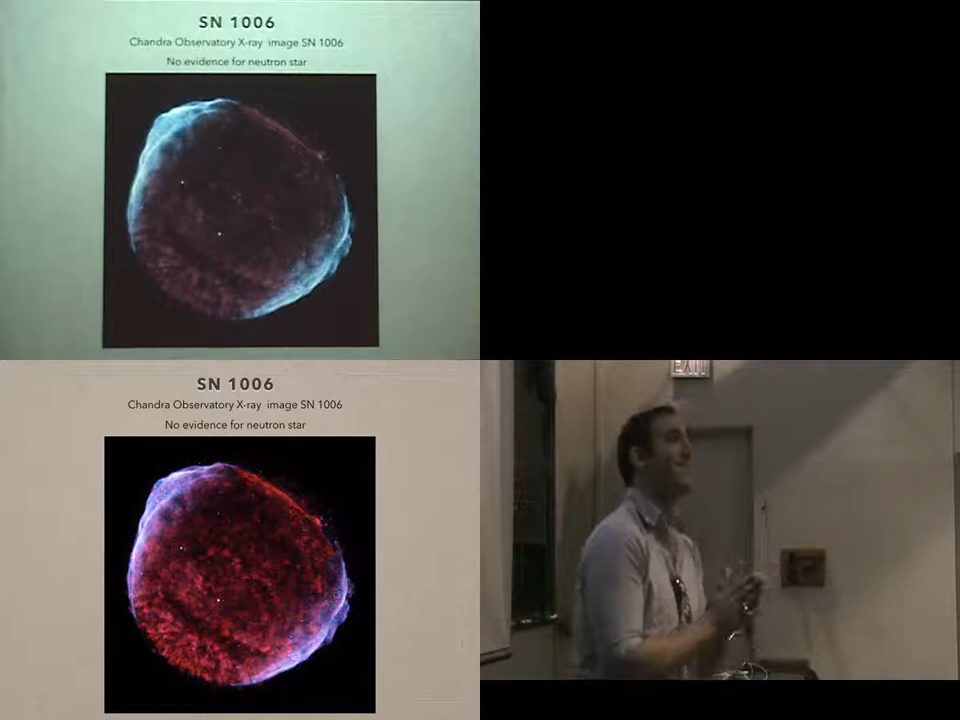 SN 1006
Chandra Observatory X-ray image SN 1006
No evidence for neutron star
SN 1006
Chandra Observatory X-ray image SN 1006
No evidence for neutron star
EXIT